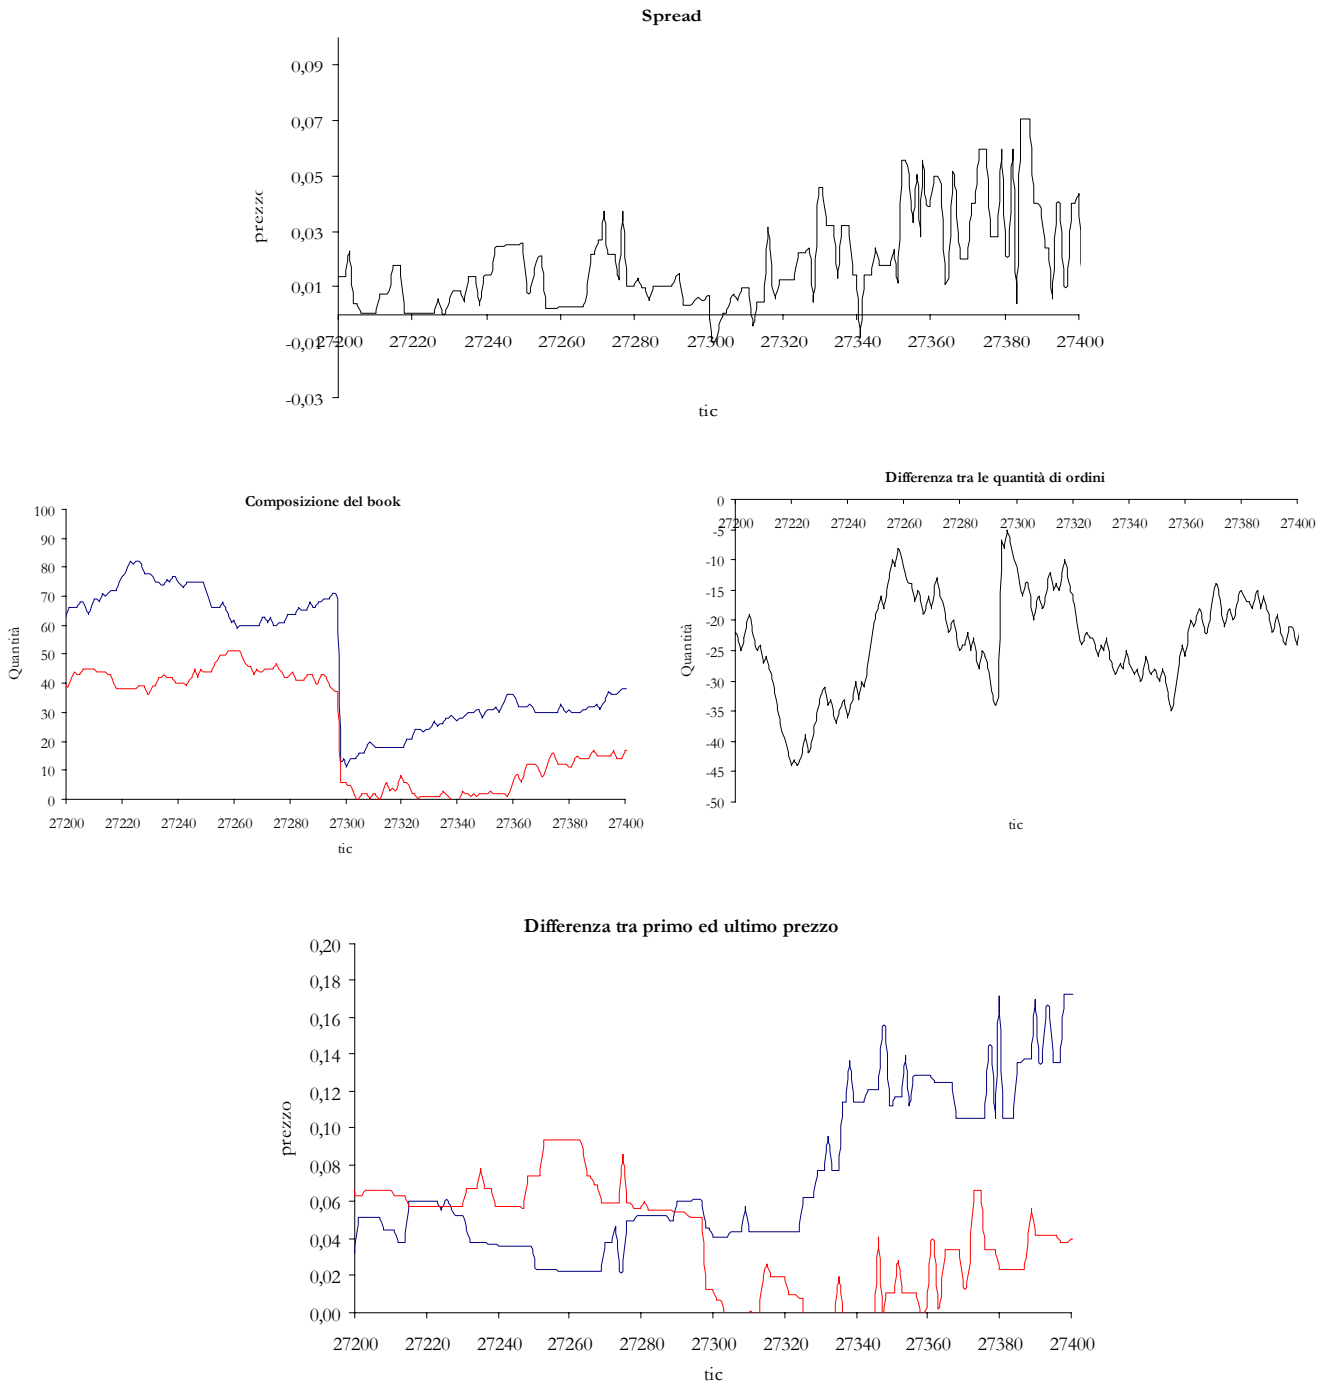 Spread
0,09
0,07
0,05
0,03
0,01
-0,01
-0,03
prezzo
27200 27220 27240 27260 27280 27300 27320 27340 27360 27380 27400
tic
Composizione del book
100
90
80
70
60
50
40
30
20
10
0
Quantità
27200 27220 27240 27260 27280 27300 27320 27340 27360 27380 27400
tic
Differenza tra le quantità di ordini
0
-5
-10
-15
-20
-25
-30
-35
-40
-45
-50
Quantità
27200 27220 27240 27260 27280 27300 27320 27340 27360 27380 27400
tic
Differenza tra primo ed ultimo prezzo
0,20
0,18
0,16
0,14
0,12
0,10
0,08
0,06
0,04
0,02
0,00
prezzo
27200 27220 27240 27260 27280 27300 27320 27340 27360 27380 27400
tic